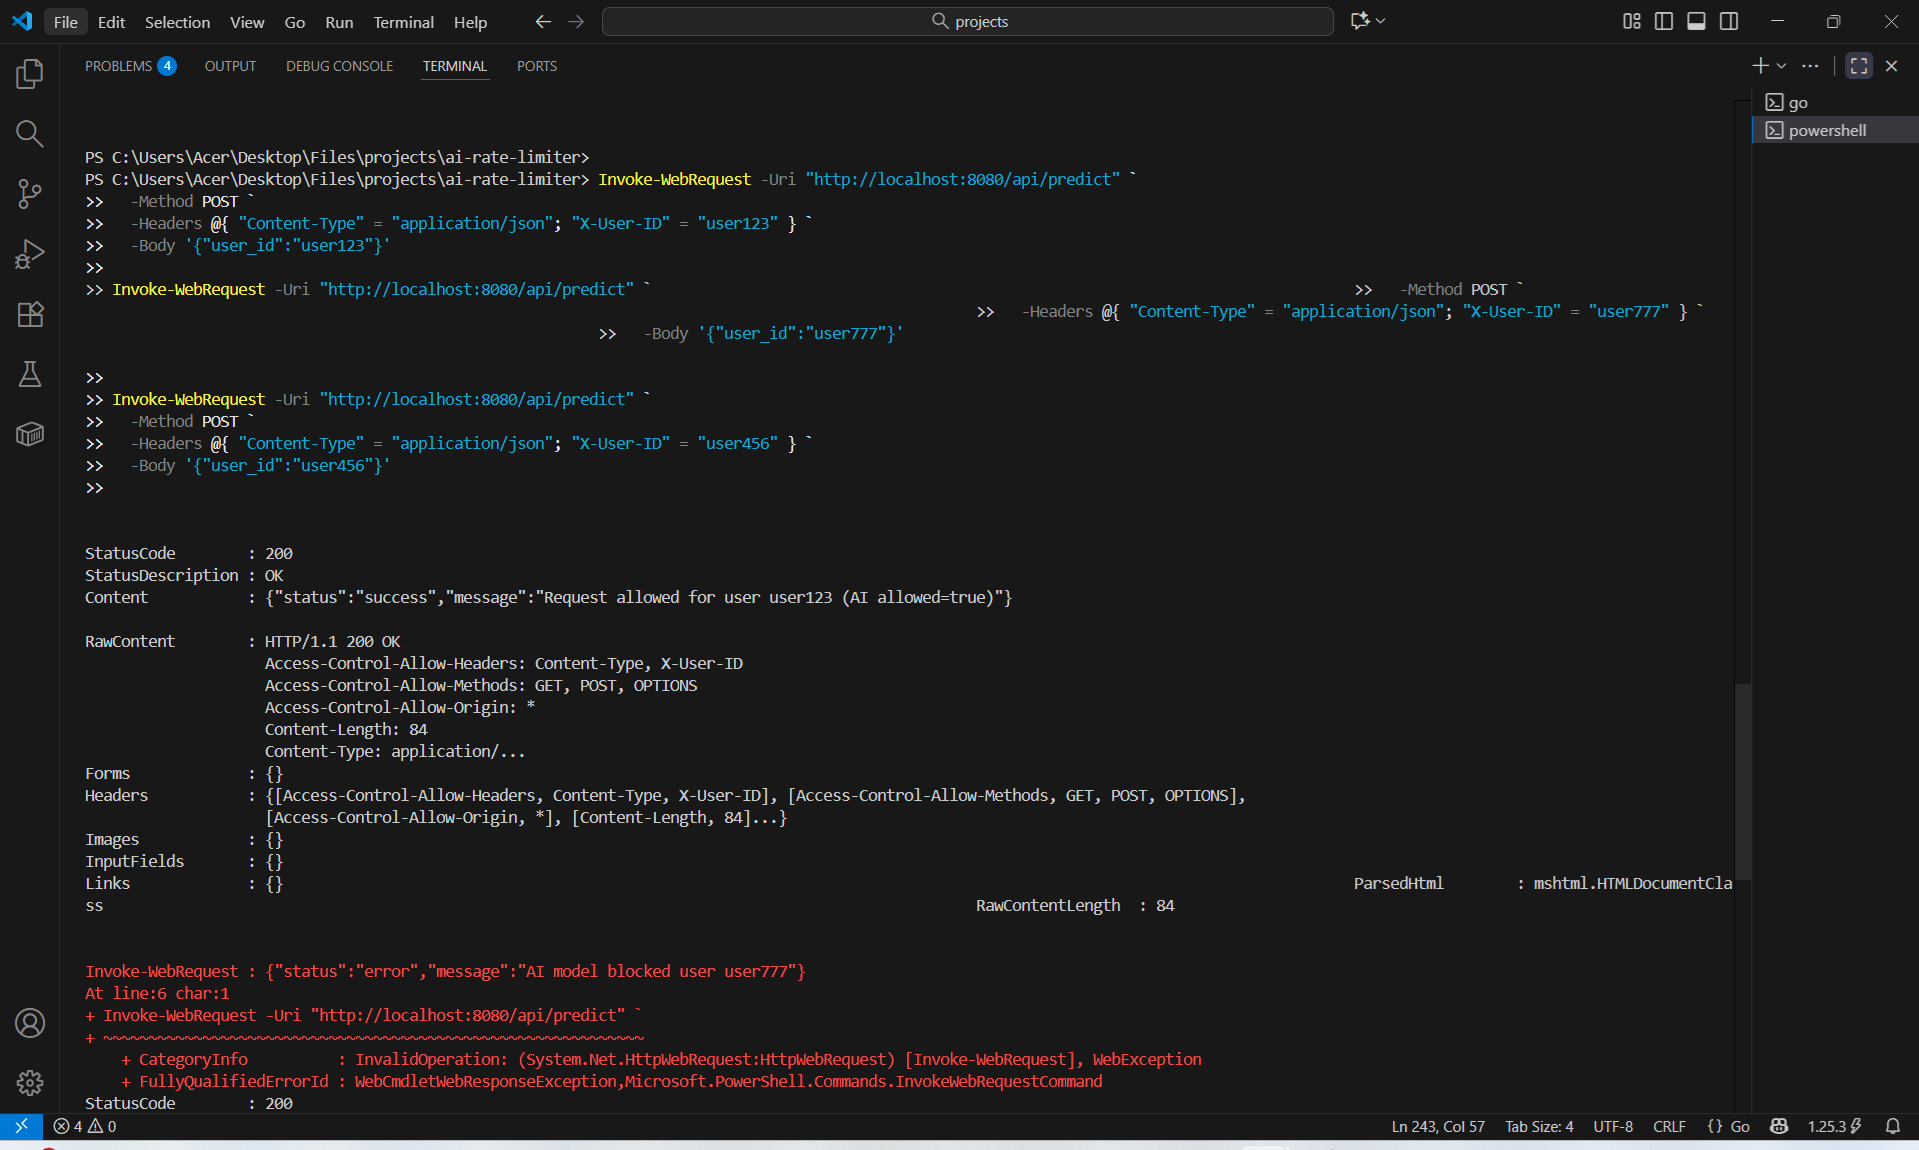 File Edit Selection View Go Run Terminal Help projects
PROBLEMS 4 OUTPUT DEBUG CONSOLE TERMINAL PORTS
go
powershell
PS C:\Users\Acer\Desktop\Files\projects\ai-rate-limiter>
PS C:\Users\Acer\Desktop\Files\projects\ai-rate-limiter> Invoke-WebRequest -Uri "http://localhost:8080/api/predict" `
>>   -Method POST `
>>   -Headers @{ "Content-Type" = "application/json"; "X-User-ID" = "user123" } `
>>   -Body '{"user_id":"user123"}'
>>
>> Invoke-WebRequest -Uri "http://localhost:8080/api/predict" ` >>   -Method POST `
>>   -Headers @{ "Content-Type" = "application/json"; "X-User-ID" = "user777" } `
>>   -Body '{"user_id":"user777"}'
>>
>> Invoke-WebRequest -Uri "http://localhost:8080/api/predict" `
>>   -Method POST `
>>   -Headers @{ "Content-Type" = "application/json"; "X-User-ID" = "user456" } `
>>   -Body '{"user_id":"user456"}'
>>
StatusCode        : 200
StatusDescription : OK
Content           : {"status":"success","message":"Request allowed for user user123 (AI allowed=true)"}
RawContent        : HTTP/1.1 200 OK
Access-Control-Allow-Headers: Content-Type, X-User-ID
Access-Control-Allow-Methods: GET, POST, OPTIONS
Access-Control-Allow-Origin: *
Content-Length: 84
Content-Type: application/...
Forms             : {}
Headers           : {[Access-Control-Allow-Headers, Content-Type, X-User-ID], [Access-Control-Allow-Methods, GET, POST, OPTIONS],
[Access-Control-Allow-Origin, *], [Content-Length, 84]...}
Images            : {}
InputFields       : {}
Links             : {} ParsedHtml        : mshtml.HTMLDocumentCla
ss RawContentLength  : 84
Invoke-WebRequest : {"status":"error","message":"AI model blocked user user777"}
At line:6 char:1
+ Invoke-WebRequest -Uri "http://localhost:8080/api/predict" `
+ ~~~~~~~~~~~~~~~~~~~~~~~~~~~~~~~~~~~~~~~~~~~~~~~~~~~~~~~~~~~~
+ CategoryInfo          : InvalidOperation: (System.Net.HttpWebRequest:HttpWebRequest) [Invoke-WebRequest], WebException
+ FullyQualifiedErrorId : WebCmdletWebResponseException,Microsoft.PowerShell.Commands.InvokeWebRequestCommand
StatusCode        : 200
4 0 Ln 243, Col 57 Tab Size: 4 UTF-8 CRLF {} Go 1.25.3